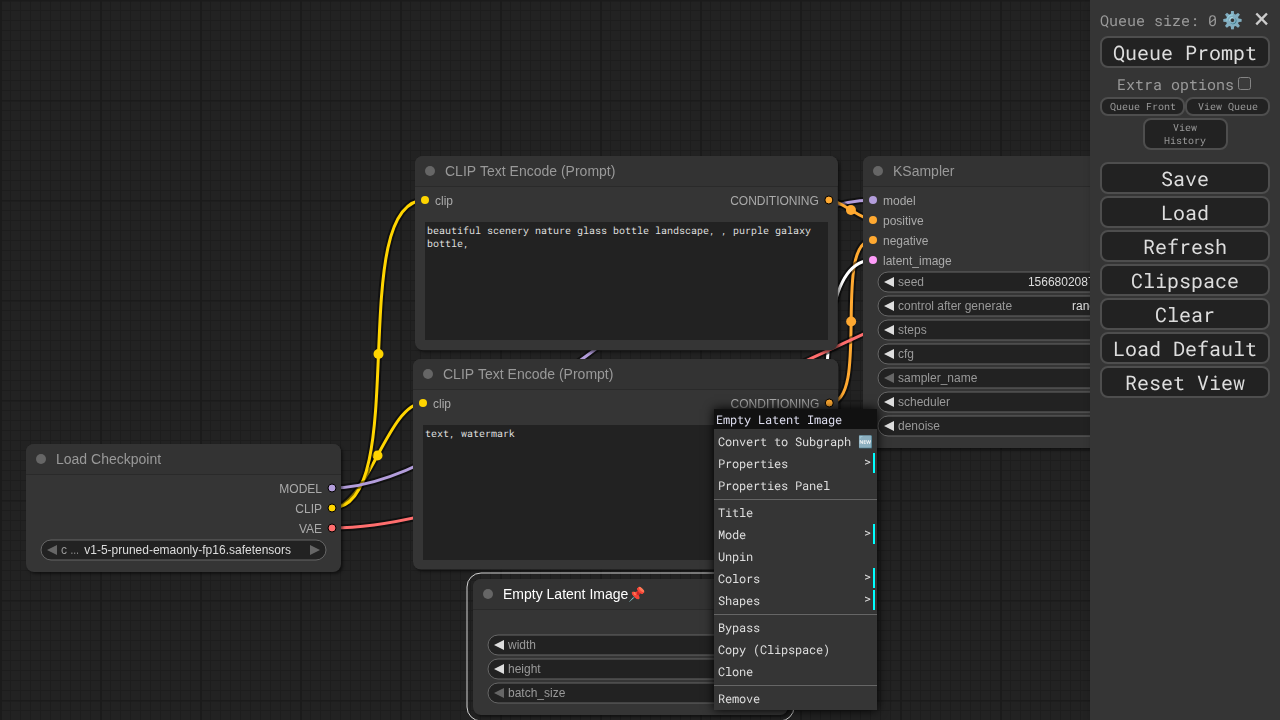 Queue size: 0
Queue Prompt
Extra options
Queue Front
View Queue
View
History
Save
Load
Refresh
Clipspace
Clear
Load Default
Reset View
CLIP Text Encode (Prompt)
clip
CONDITIONING
beautiful scenery nature glass bottle landscape, , purple galaxy
bottle,
KSampler
model
positive
negative
latent_image
seed 1566802087
control after generate ran
steps
cfg
sampler_name
scheduler
denoise
CLIP Text Encode (Prompt)
clip
CONDITIONING
text, watermark
Load Checkpoint
MODEL
CLIP
VAE
c ... v1-5-pruned-emaonly-fp16.safetensors
Empty Latent Image
width
height
batch_size
Empty Latent Image
Convert to Subgraph NEW
Properties >
Properties Panel
Title
Mode >
Unpin
Colors >
Shapes >
Bypass
Copy (Clipspace)
Clone
Remove